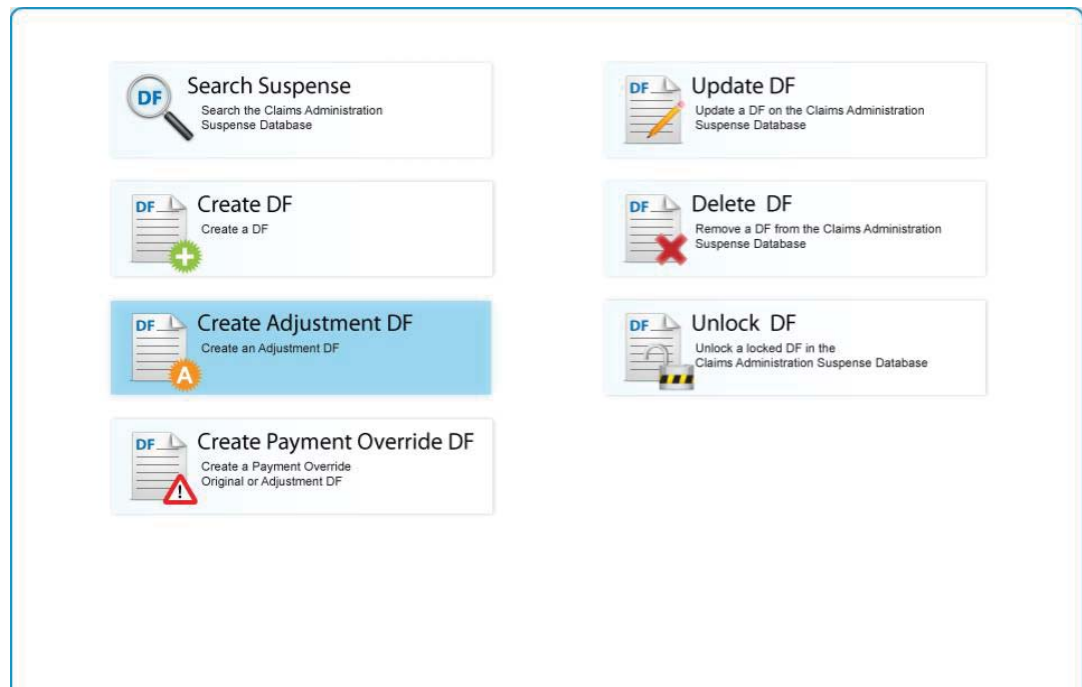 DF
Search Suspense
Search the Claims Administration
Suspense Database
DF
Create DF
Create a DF
DF
Create Adjustment DF
Create an Adjustment DF
A
DF
Create Payment Override DF
Create a Payment Override
Original or Adjustment DF
!
DF
Update DF
Update a DF on the Claims Administration
Suspense Database
DF
Delete DF
Remove a DF from the Claims Administration
Suspense Database
DF
Unlock DF
Unlock a locked DF in the
Claims Administration Suspense Database